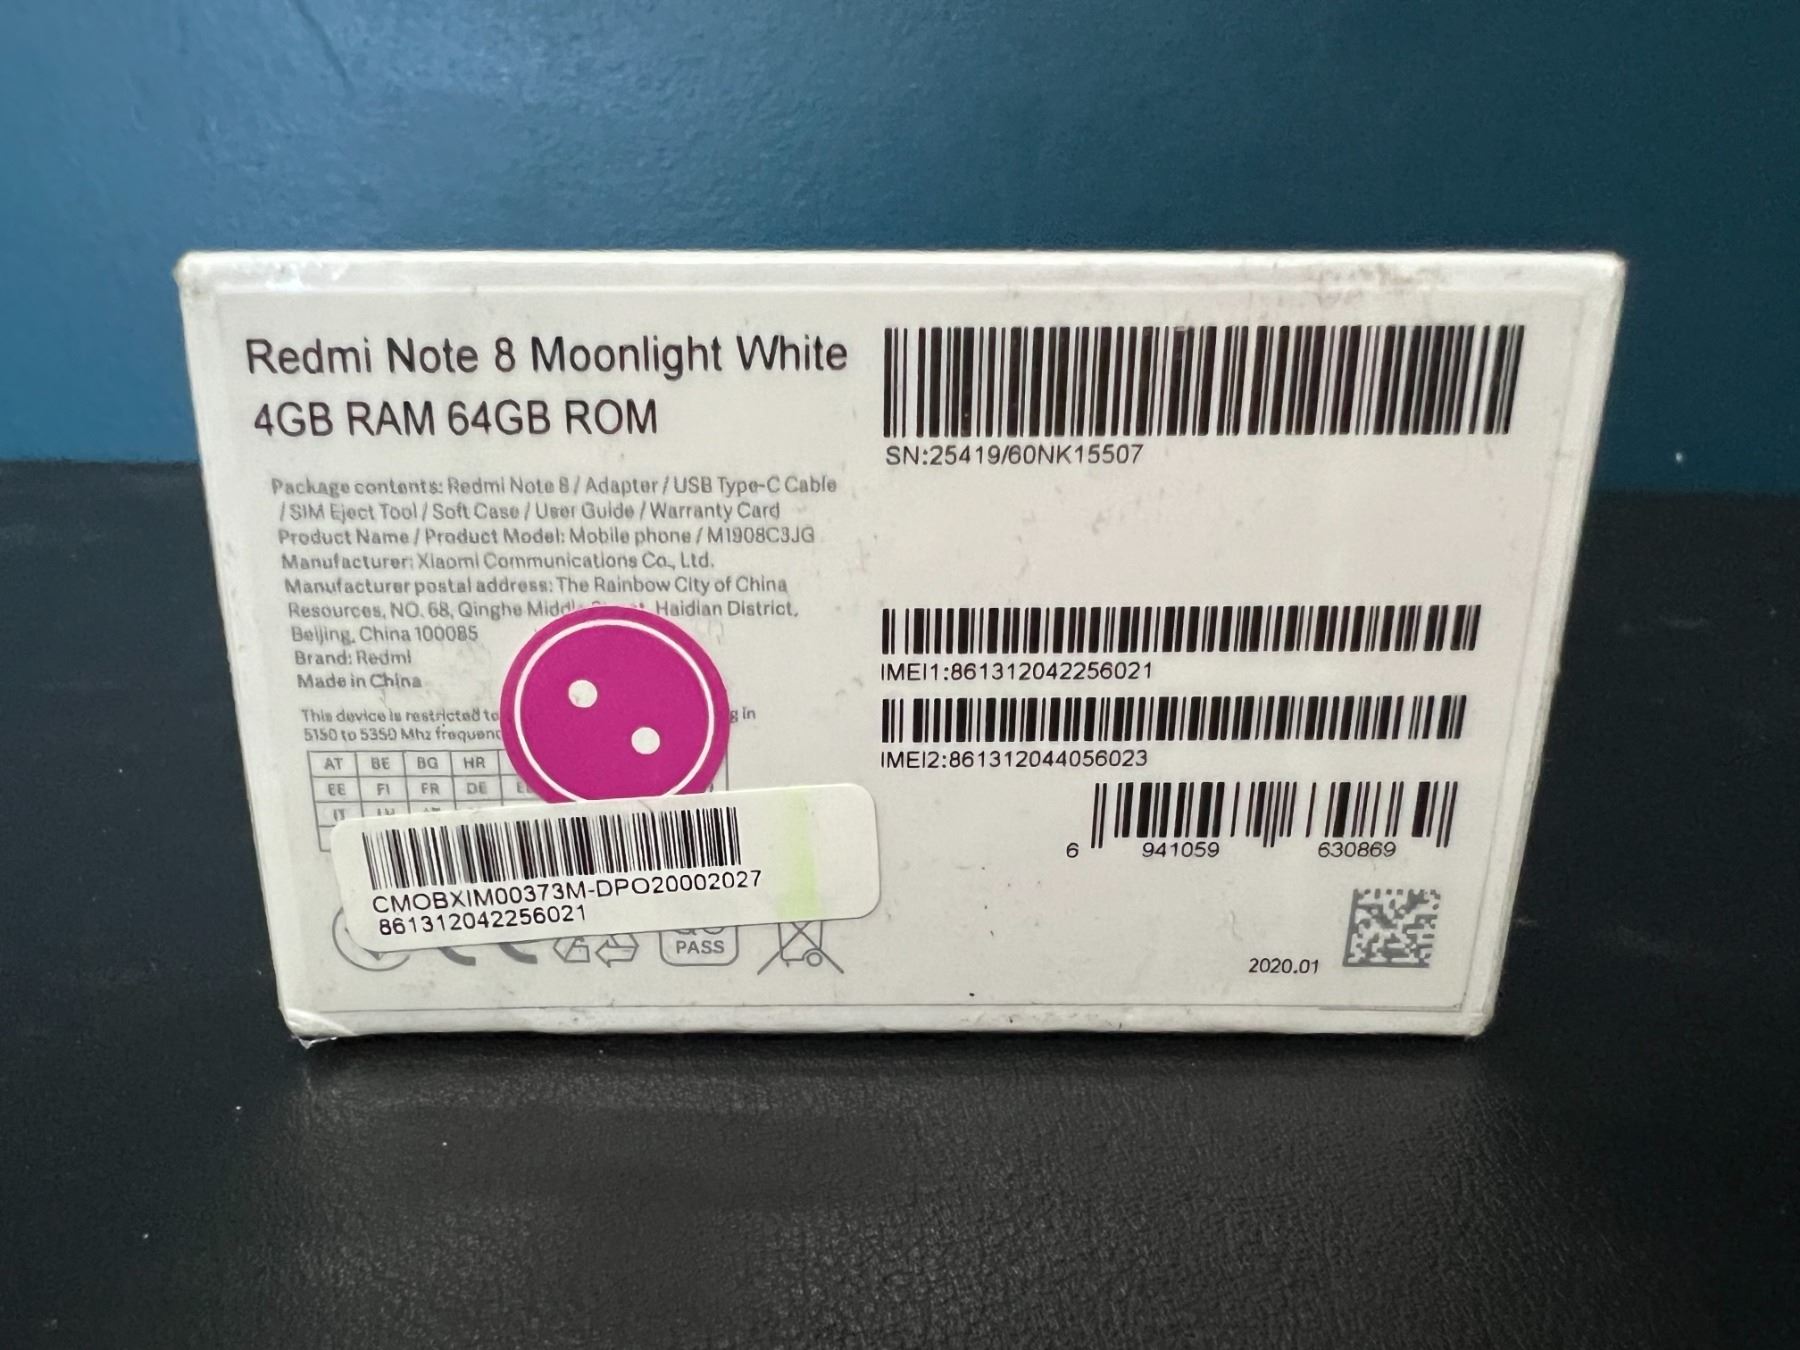 Redmi Note 8 Moonlight White
4GB RAM 64GB ROM
Package contents: Redmi Note 8 / Adapter / USB Type-C Cable
/ SIM Eject Tool / Soft Case / User Guide / Warranty Card
Product Name / Product Model: Mobile phone / M1908C3JG
Manufacturer: Xiaomi Communications Co., Ltd.
Manufacturer postal address: The Rainbow City of China
Resources, NO. 68, Qinghe Haidian District,
Beijing, China 100085
Brand: Redmi
Made in China
This device is restricted to in
5150 to 5350 Mhz
AT BE BG HR
EE FI FR DE
IT
CMOBXIM00373M-DPO20002027
861312042256021
PASS
SN:25419/60NK15507
IMEI1:861312042256021
IMEI2:861312044056023
6 941059 630869
2020.01